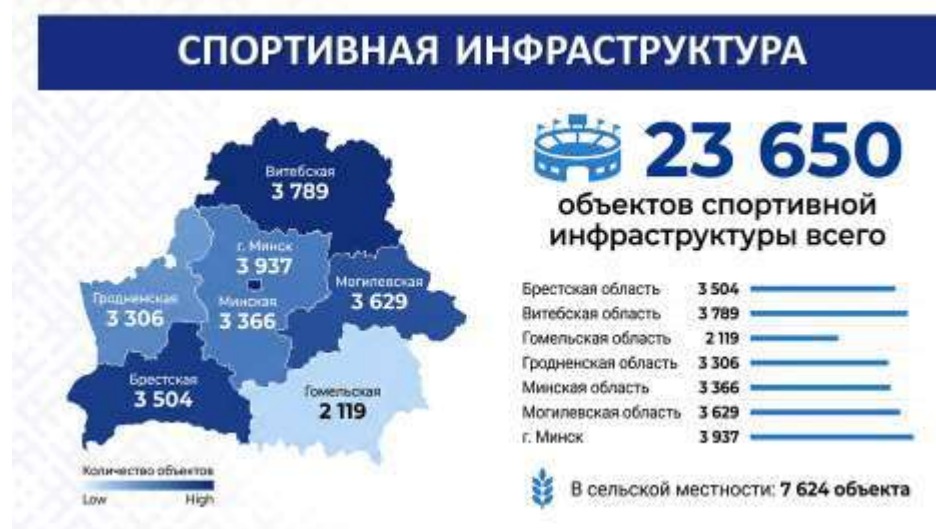 СПОРТИВНАЯ ИНФРАСТРУКТУРА
Витебская
3 789
г. Минск
3 937
Могилевская
3 629
Гродненская
3 306
Минская
3 366
Брестская
3 504
Гомельская
2 119
Количество объектов
Low High
23 650
объектов спортивной
инфраструктуры всего
Брестская область 3 504
Витебская область 3 789
Гомельская область 2 119
Гродненская область 3 306
Минская область 3 366
Могилевская область 3 629
г. Минск 3 937
В сельской местности: 7 624 объекта